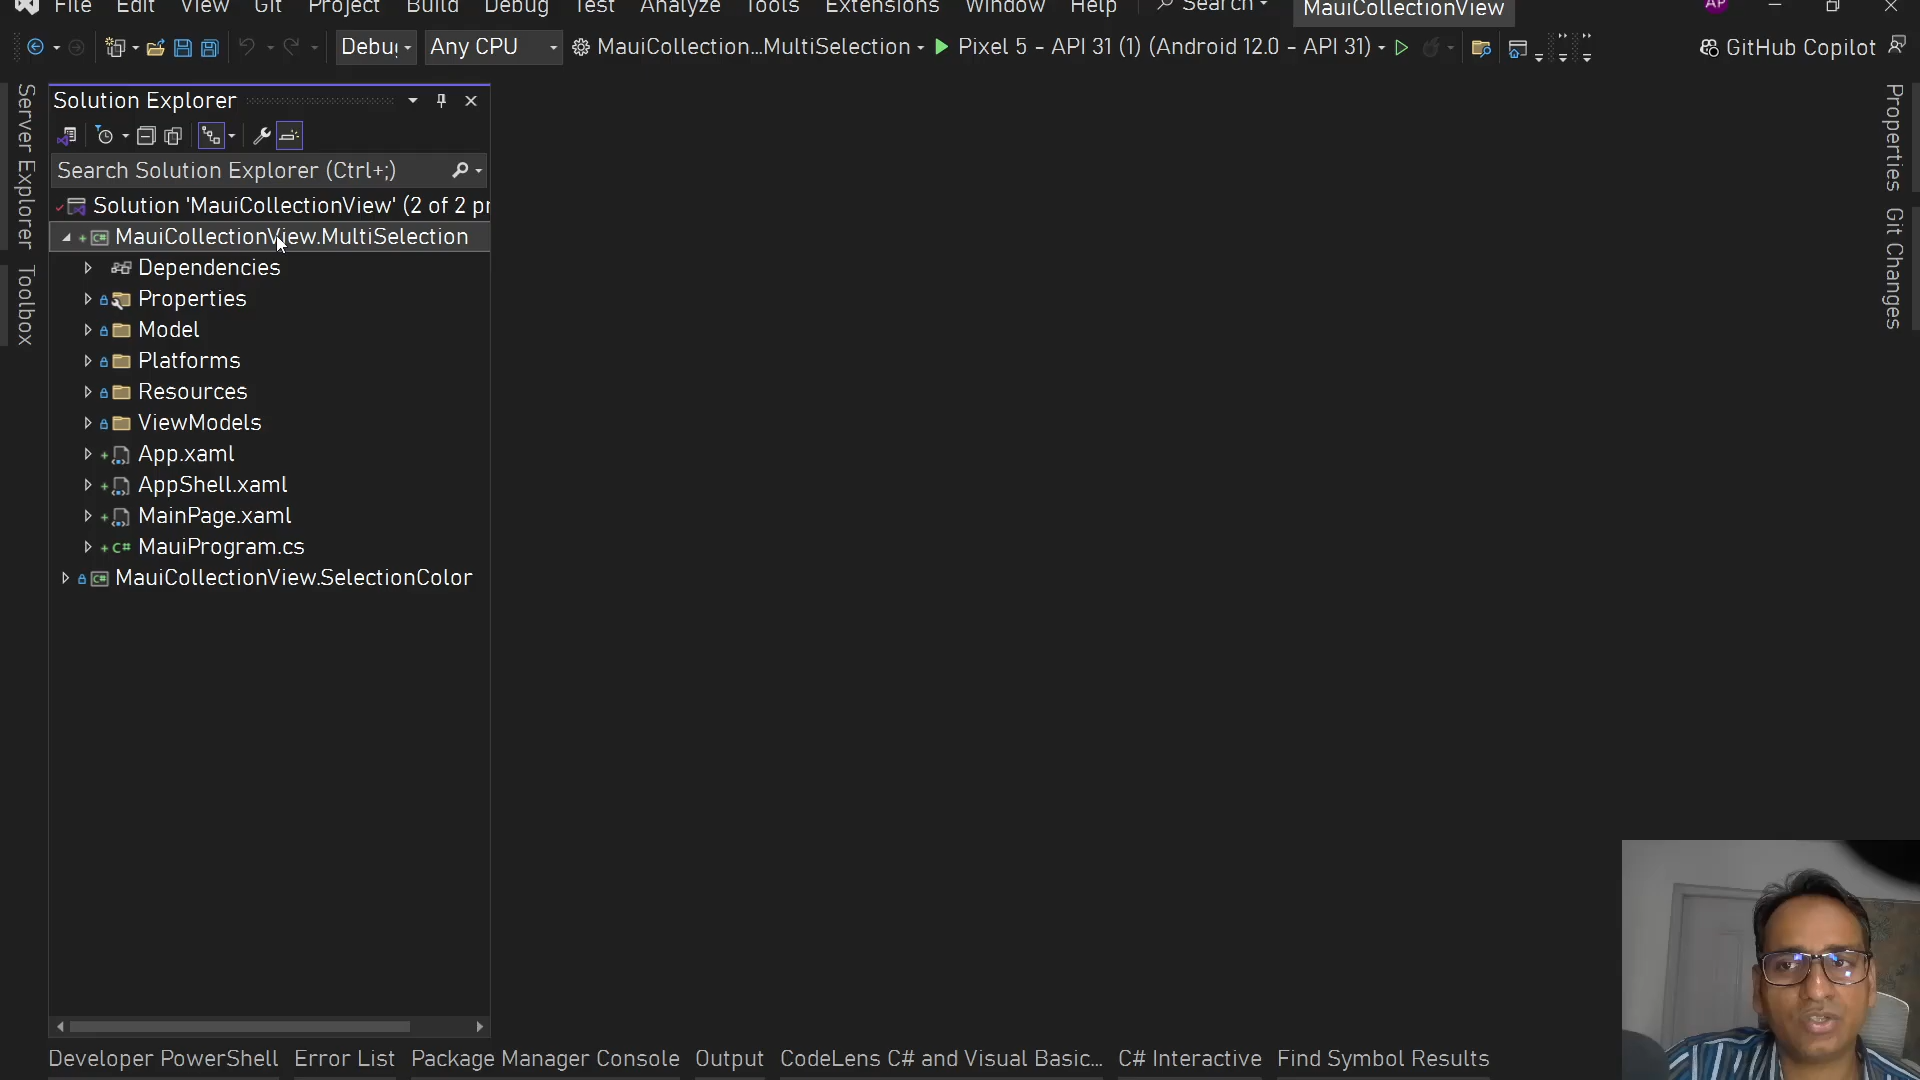 File Edit View Git Project Build Debug Test Analyze Tools Extensions Window Help Search MauiCollectionView AP
Debu Any CPU MauiCollection...MultiSelection Pixel 5 - API 31 (1) (Android 12.0 - API 31) GitHub Copilot
Server Explorer
Toolbox
Solution Explorer
Search Solution Explorer (Ctrl+;)
Solution 'MauiCollectionView' (2 of 2 pr
MauiCollectionView.MultiSelection
Dependencies
Properties
Model
Platforms
Resources
ViewModels
App.xaml
AppShell.xaml
MainPage.xaml
C# MauiProgram.cs
MauiCollectionView.SelectionColor
Properties
Git Changes
Developer PowerShell Error List Package Manager Console Output CodeLens C# and Visual Basic... C# Interactive Find Symbol Results